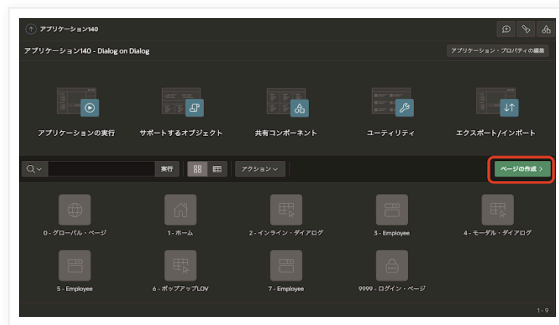 アプリケーション140
アプリケーション140 - Dialog on Dialog
アプリケーション・プロパティの編集
アプリケーションの実行
サポートするオブジェクト
共有コンポーネント
ユーティリティ
エクスポート/インポート
実行
アクション
ページの作成
0 - グローバル・ページ
1 - ホーム
2 - インライン・ダイアログ
3 - Employee
4 - モーダル・ダイアログ
5 - Employee
6 - ポップアップLOV
7 - Employee
9999 - ログイン・ページ
1 - 9